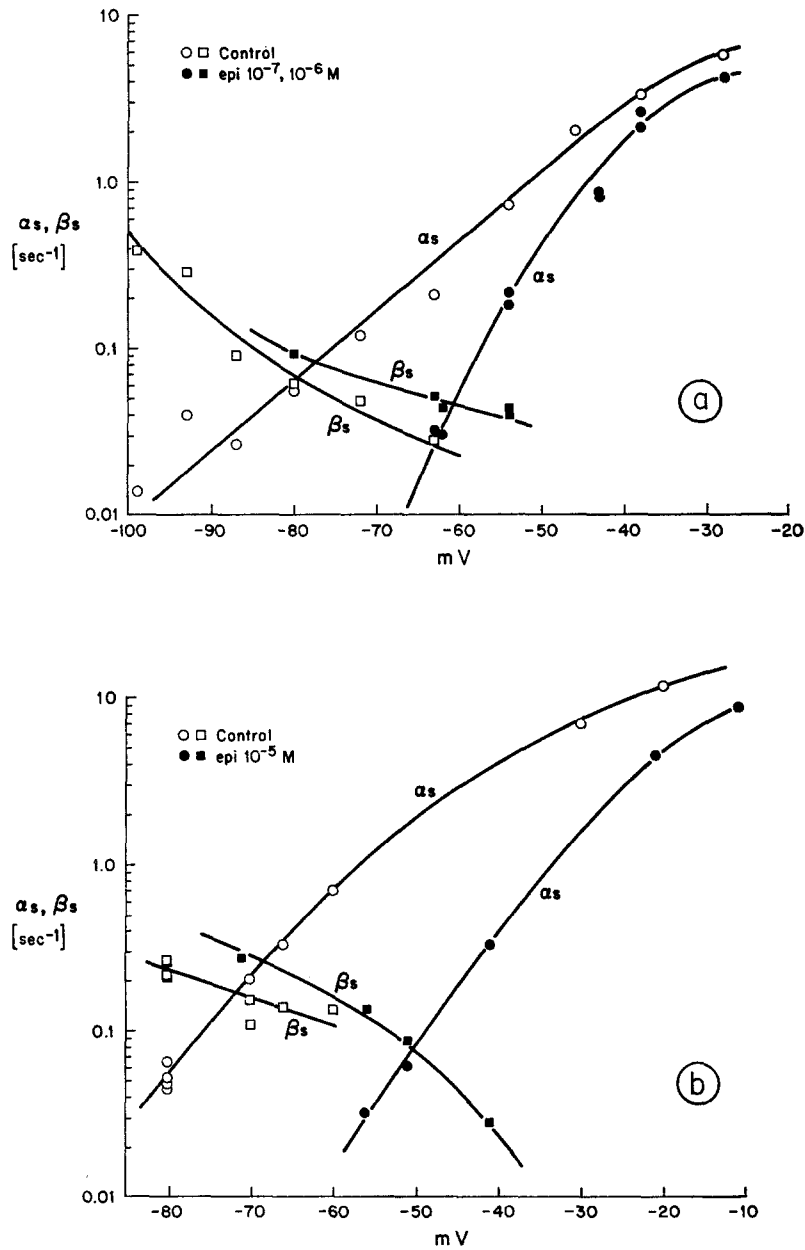 10
○ □ Control
● ■ epi 10⁻⁷, 10⁻⁶ M
1.0
αs, βs
[sec⁻¹]
αs
αs
0.1
βs
βs
a
0.01
-100 -90 -80 -70 -60 -50 -40 -30 -20
mV
10
○ □ Control
● ■ epi 10⁻⁵ M
αs
1.0
αs, βs
[sec⁻¹]
αs
βs
βs
0.1
b
0.01
-80 -70 -60 -50 -40 -30 -20 -10
mV